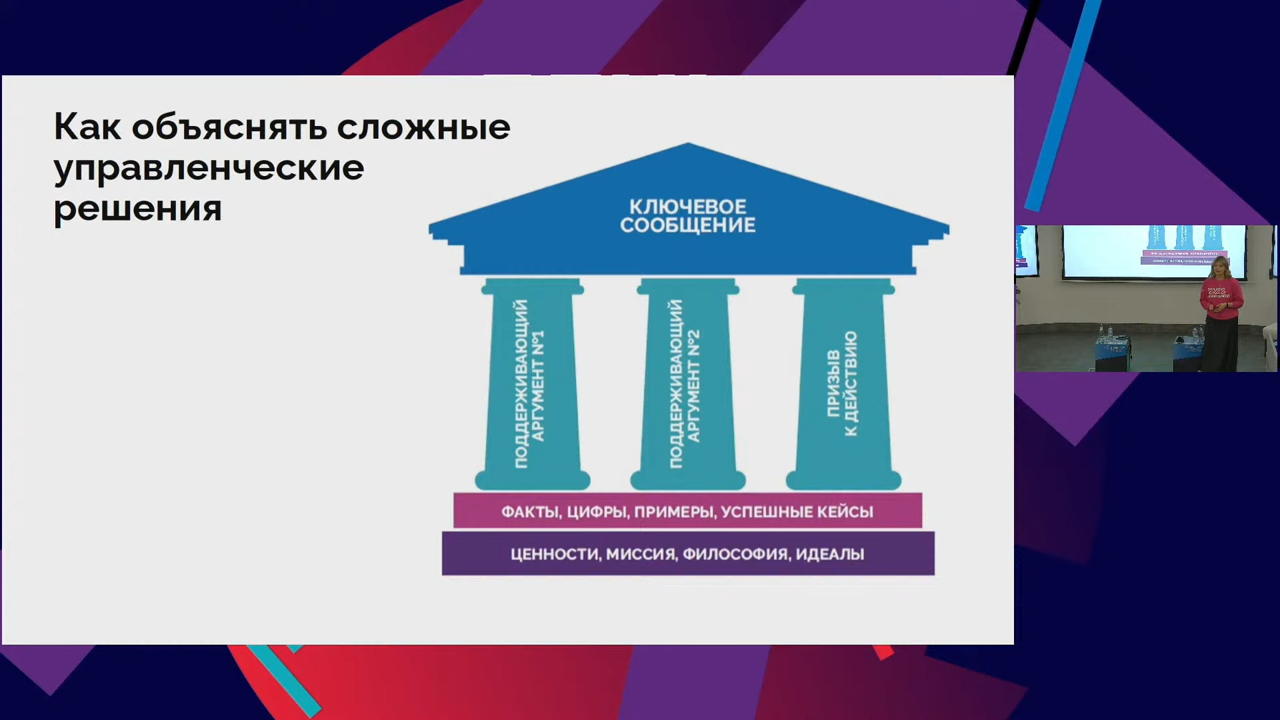 Как объяснять сложные
управленческие
решения
КЛЮЧЕВОЕ
СООБЩЕНИЕ
ПОДДЕРЖИВАЮЩИЙ
АРГУМЕНТ №1
ПОДДЕРЖИВАЮЩИЙ
АРГУМЕНТ №2
ПРИЗЫВ
К ДЕЙСТВИЮ
ФАКТЫ, ЦИФРЫ, ПРИМЕРЫ, УСПЕШНЫЕ КЕЙСЫ
ЦЕННОСТИ, МИССИЯ, ФИЛОСОФИЯ, ИДЕАЛЫ